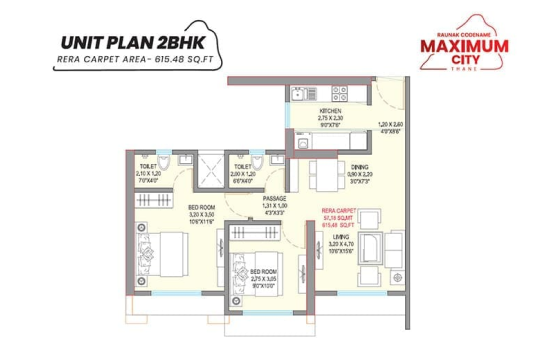 UNIT PLAN 2BHK
RERA CARPET AREA- 615.48 SQ.FT
RAUNAK CODENAME
MAXIMUM
CITY
THANE
KITCHEN
2,75 X 2,30
9'0"X7'6"
1,20 X 2,60
4'0"X8'6"
TOILET
2,10 X 1,20
7'0"X4'0"
TOILET
2,00 X 1,20
6'6"X4'0"
DINING
0,90 X 2,20
3'0"X7'3"
PASSAGE
1,31 X 1,00
4'3"X3'3"
BED ROOM
3,20 X 3,50
10'6"X11'6"
RERA CARPET
57,18 SQ.MT
615.48 SQ.FT
LIVING
3,20 X 4,70
10'6"X15'6"
BED ROOM
2,75 X 3,05
9'0"X10'0"